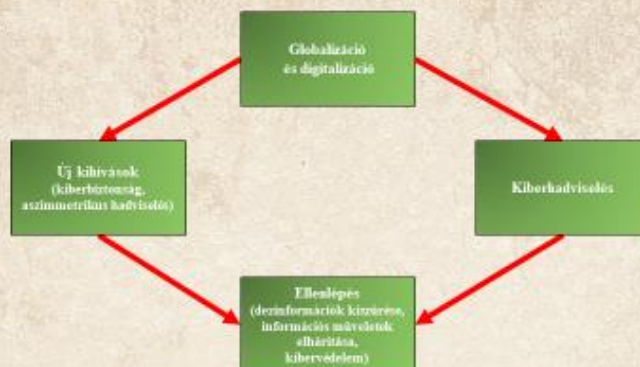 Globalizáció
és digitalizáció
Új kihívások
(kiberbiztonság,
aszimmetrikus hadviselés)
Kiberhadviselés
Ellenlépés
(dezinformációk kiszűrése,
információs műveletek
elhárítása,
kibervédelem)